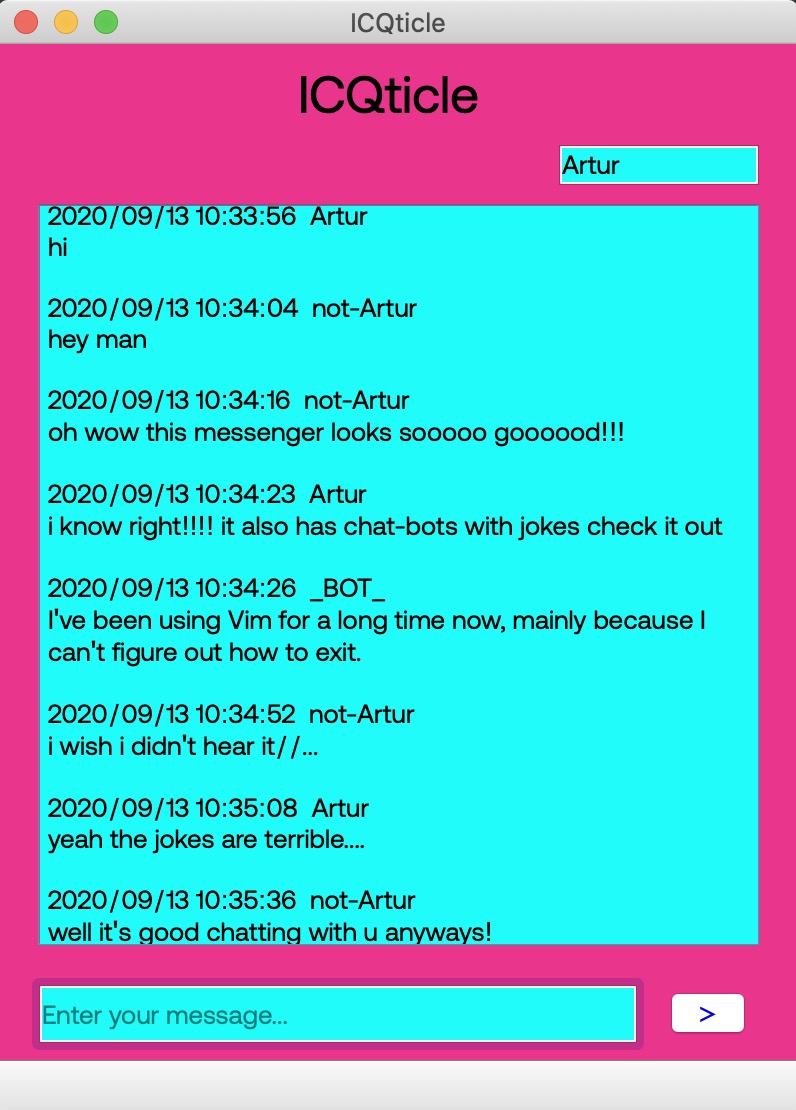 ICQticle
ICQticle
Artur
2020/09/13 10:33:56 Artur
hi
2020/09/13 10:34:04 not-Artur
hey man
2020/09/13 10:34:16 not-Artur
oh wow this messenger looks sooooo goooood!!!
2020/09/13 10:34:23 Artur
i know right!!!! it also has chat-bots with jokes check it out
2020/09/13 10:34:26 _BOT_
I've been using Vim for a long time now, mainly because I
can't figure out how to exit.
2020/09/13 10:34:52 not-Artur
i wish i didn't hear it//...
2020/09/13 10:35:08 Artur
yeah the jokes are terrible....
2020/09/13 10:35:36 not-Artur
well it's good chatting with u anyways!
Enter your message...
>